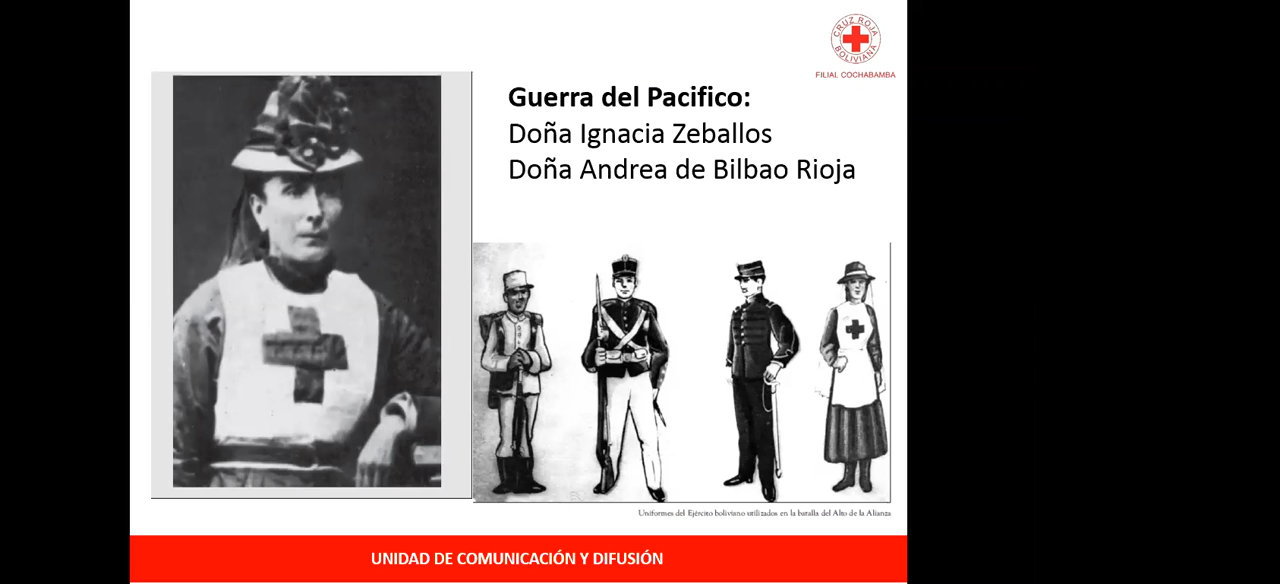 CRUZ ROJA
BOLIVIANA
FILIAL COCHABAMBA
Guerra del Pacifico:
Doña Ignacia Zeballos
Doña Andrea de Bilbao Rioja
Uniformes del Ejército boliviano utilizados en la batalla del Alto de la Alianza
UNIDAD DE COMUNICACIÓN Y DIFUSIÓN